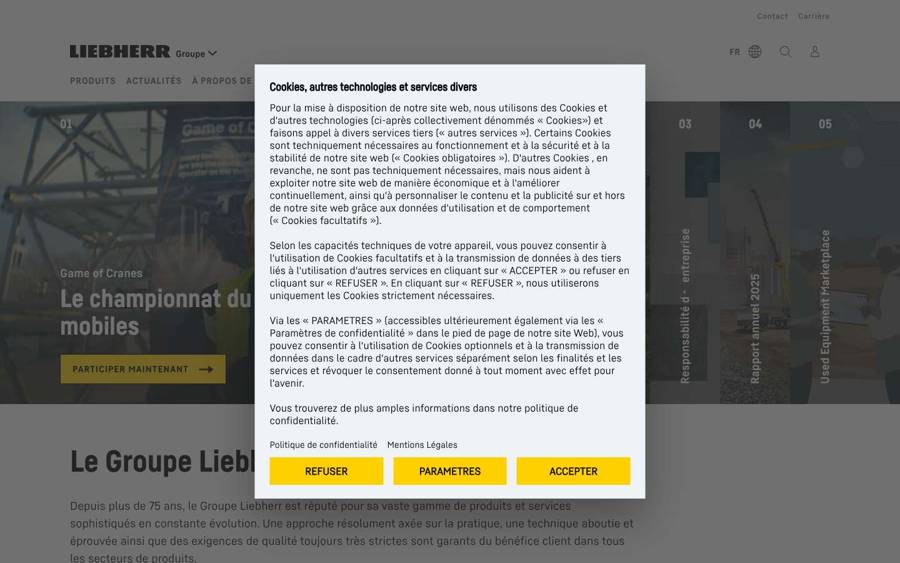 Contact Carrière
LIEBHERR Groupe
FR
PRODUITS ACTUALITÉS À PROPOS DE
01
03
04
05
Game of Cranes
Le championnat du
mobiles
PARTICIPER MAINTENANT
Responsabilité d'entreprise
Rapport annuel 2025
Used Equipment Marketplace
Cookies, autres technologies et services divers
Pour la mise à disposition de notre site web, nous utilisons des Cookies et
d'autres technologies (ci-après collectivement dénommés « Cookies») et
faisons appel à divers services tiers (« autres services »). Certains Cookies
sont techniquement nécessaires au fonctionnement et à la sécurité et à la
stabilité de notre site web (« Cookies obligatoires »). D'autres Cookies , en
revanche, ne sont pas techniquement nécessaires, mais nous aident à
exploiter notre site web de manière économique et à l'améliorer
continuellement, ainsi qu'à personnaliser le contenu et la publicité sur et hors
de notre site web grâce aux données d'utilisation et de comportement
(« Cookies facultatifs »).
Selon les capacités techniques de votre appareil, vous pouvez consentir à
l'utilisation de Cookies facultatifs et à la transmission de données à des tiers
liés à l'utilisation d'autres services en cliquant sur « ACCEPTER » ou refuser en
cliquant sur « REFUSER ». En cliquant sur « REFUSER », nous utiliserons
uniquement les Cookies strictement nécessaires.
Via les « PARAMETRES » (accessibles ultérieurement également via les «
Paramètres de confidentialité » dans le pied de page de notre site Web), vous
pouvez consentir à l'utilisation de Cookies optionnels et à la transmission de
données dans le cadre d'autres services séparément selon les finalités et les
services et révoquer le consentement donné à tout moment avec effet pour
l'avenir.
Vous trouverez de plus amples informations dans notre politique de
confidentialité.
Politique de confidentialité Mentions Légales
REFUSER PARAMETRES ACCEPTER
Le Groupe Liebh
Depuis plus de 75 ans, le Groupe Liebherr est réputé pour sa vaste gamme de produits et services
sophistiqués en constante évolution. Une approche résolument axée sur la pratique, une technique aboutie et
éprouvée ainsi que des exigences de qualité toujours très strictes sont garants du bénéfice client dans tous
les secteurs de produits.